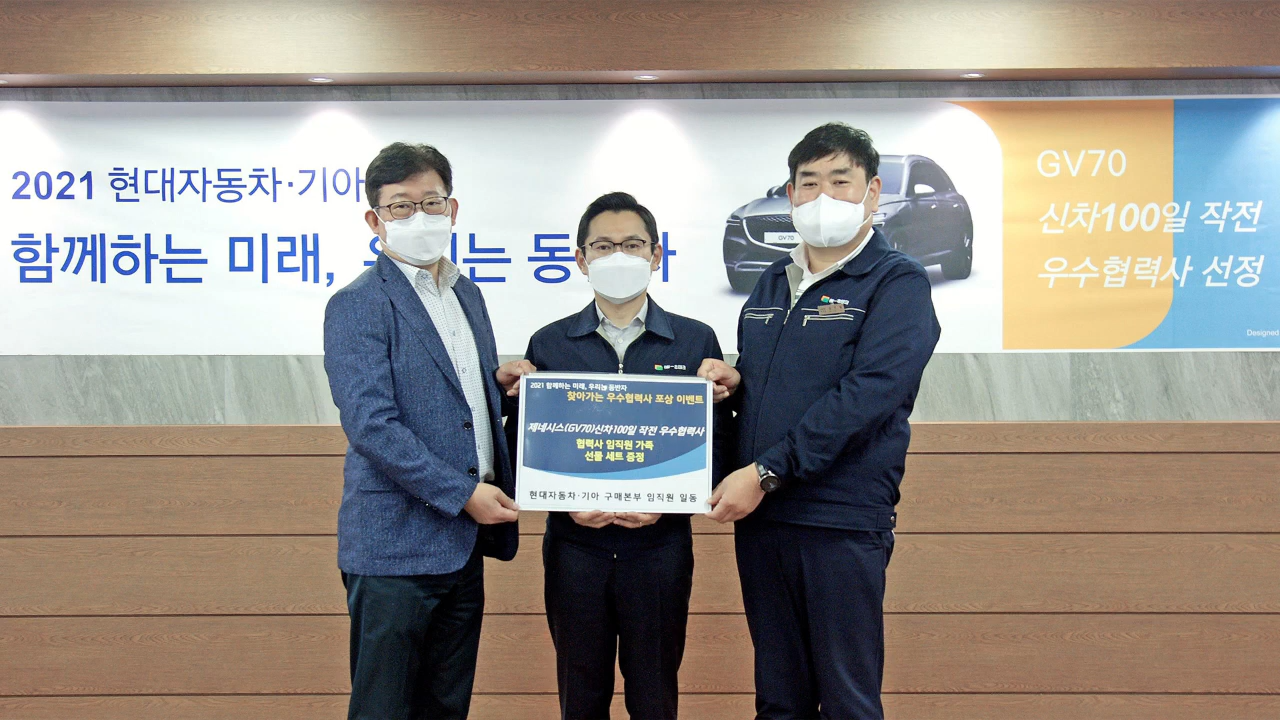 2021 현대자동차·기아
함께하는 미래,
GV70
GV70
신차100일 작전
우수협력사 선정
Designed
2021 함께하는 미래, 우리는 동반자
찾아가는 우수협력사 포상 이벤트
제네시스(GV70)신차100일 작전 우수협력사
협력사 임직원 가족
선물 세트 증정
현대자동차·기아 구매본부 임직원 일동